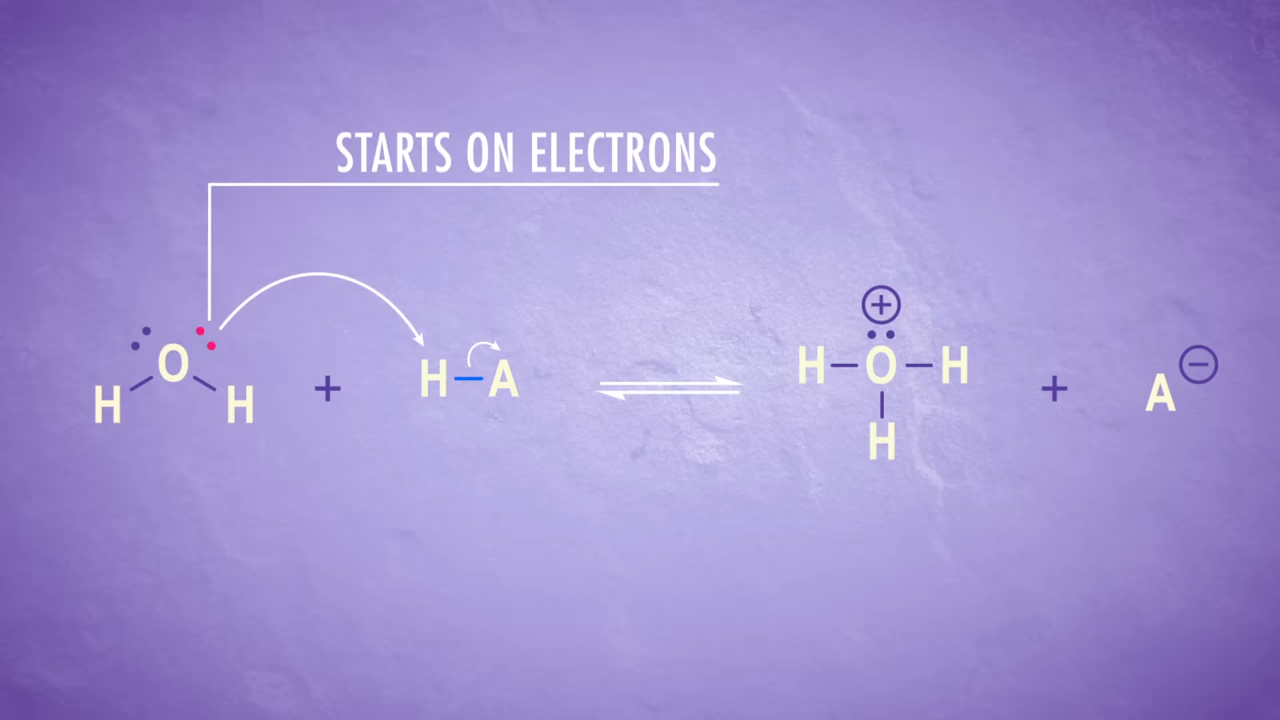 STARTS ON ELECTRONS
⊕
O + H–A ⇌ H–O–H + A⊖
H H H